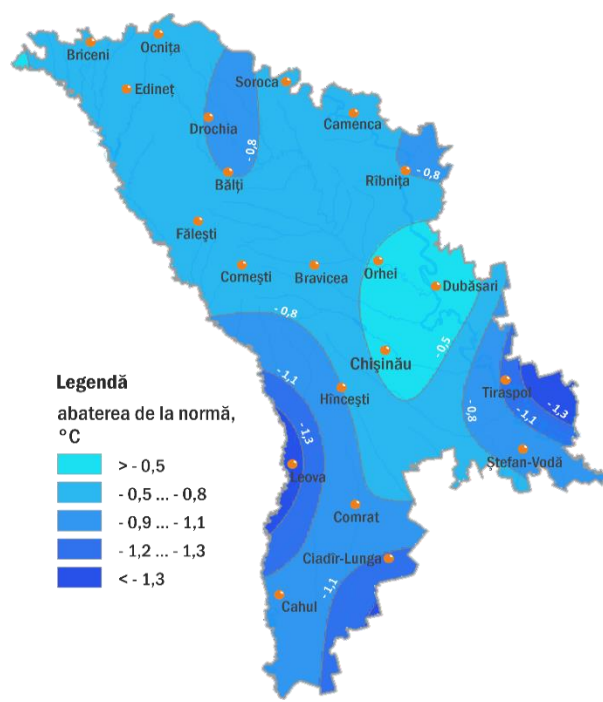 Ocnița
Briceni
Edineț
Soroca
Camenca
Drochia
- 0,8
- 0,8
Bălți
Rîbnița
Fălești
Cornești
Bravicea
Orhei
Dubăsari
- 0,8
- 0,5
Chișinău
- 1,1
Hîncești
Tiraspol
- 1,3
- 0,8
- 1,1
- 1,3
Ștefan-Vodă
Leova
Comrat
Ciadîr-Lunga
- 1,1
Cahul
Legendă
abaterea de la normă,
°C
> - 0,5
- 0,5 ... - 0,8
- 0,9 ... - 1,1
- 1,2 ... - 1,3
< - 1,3